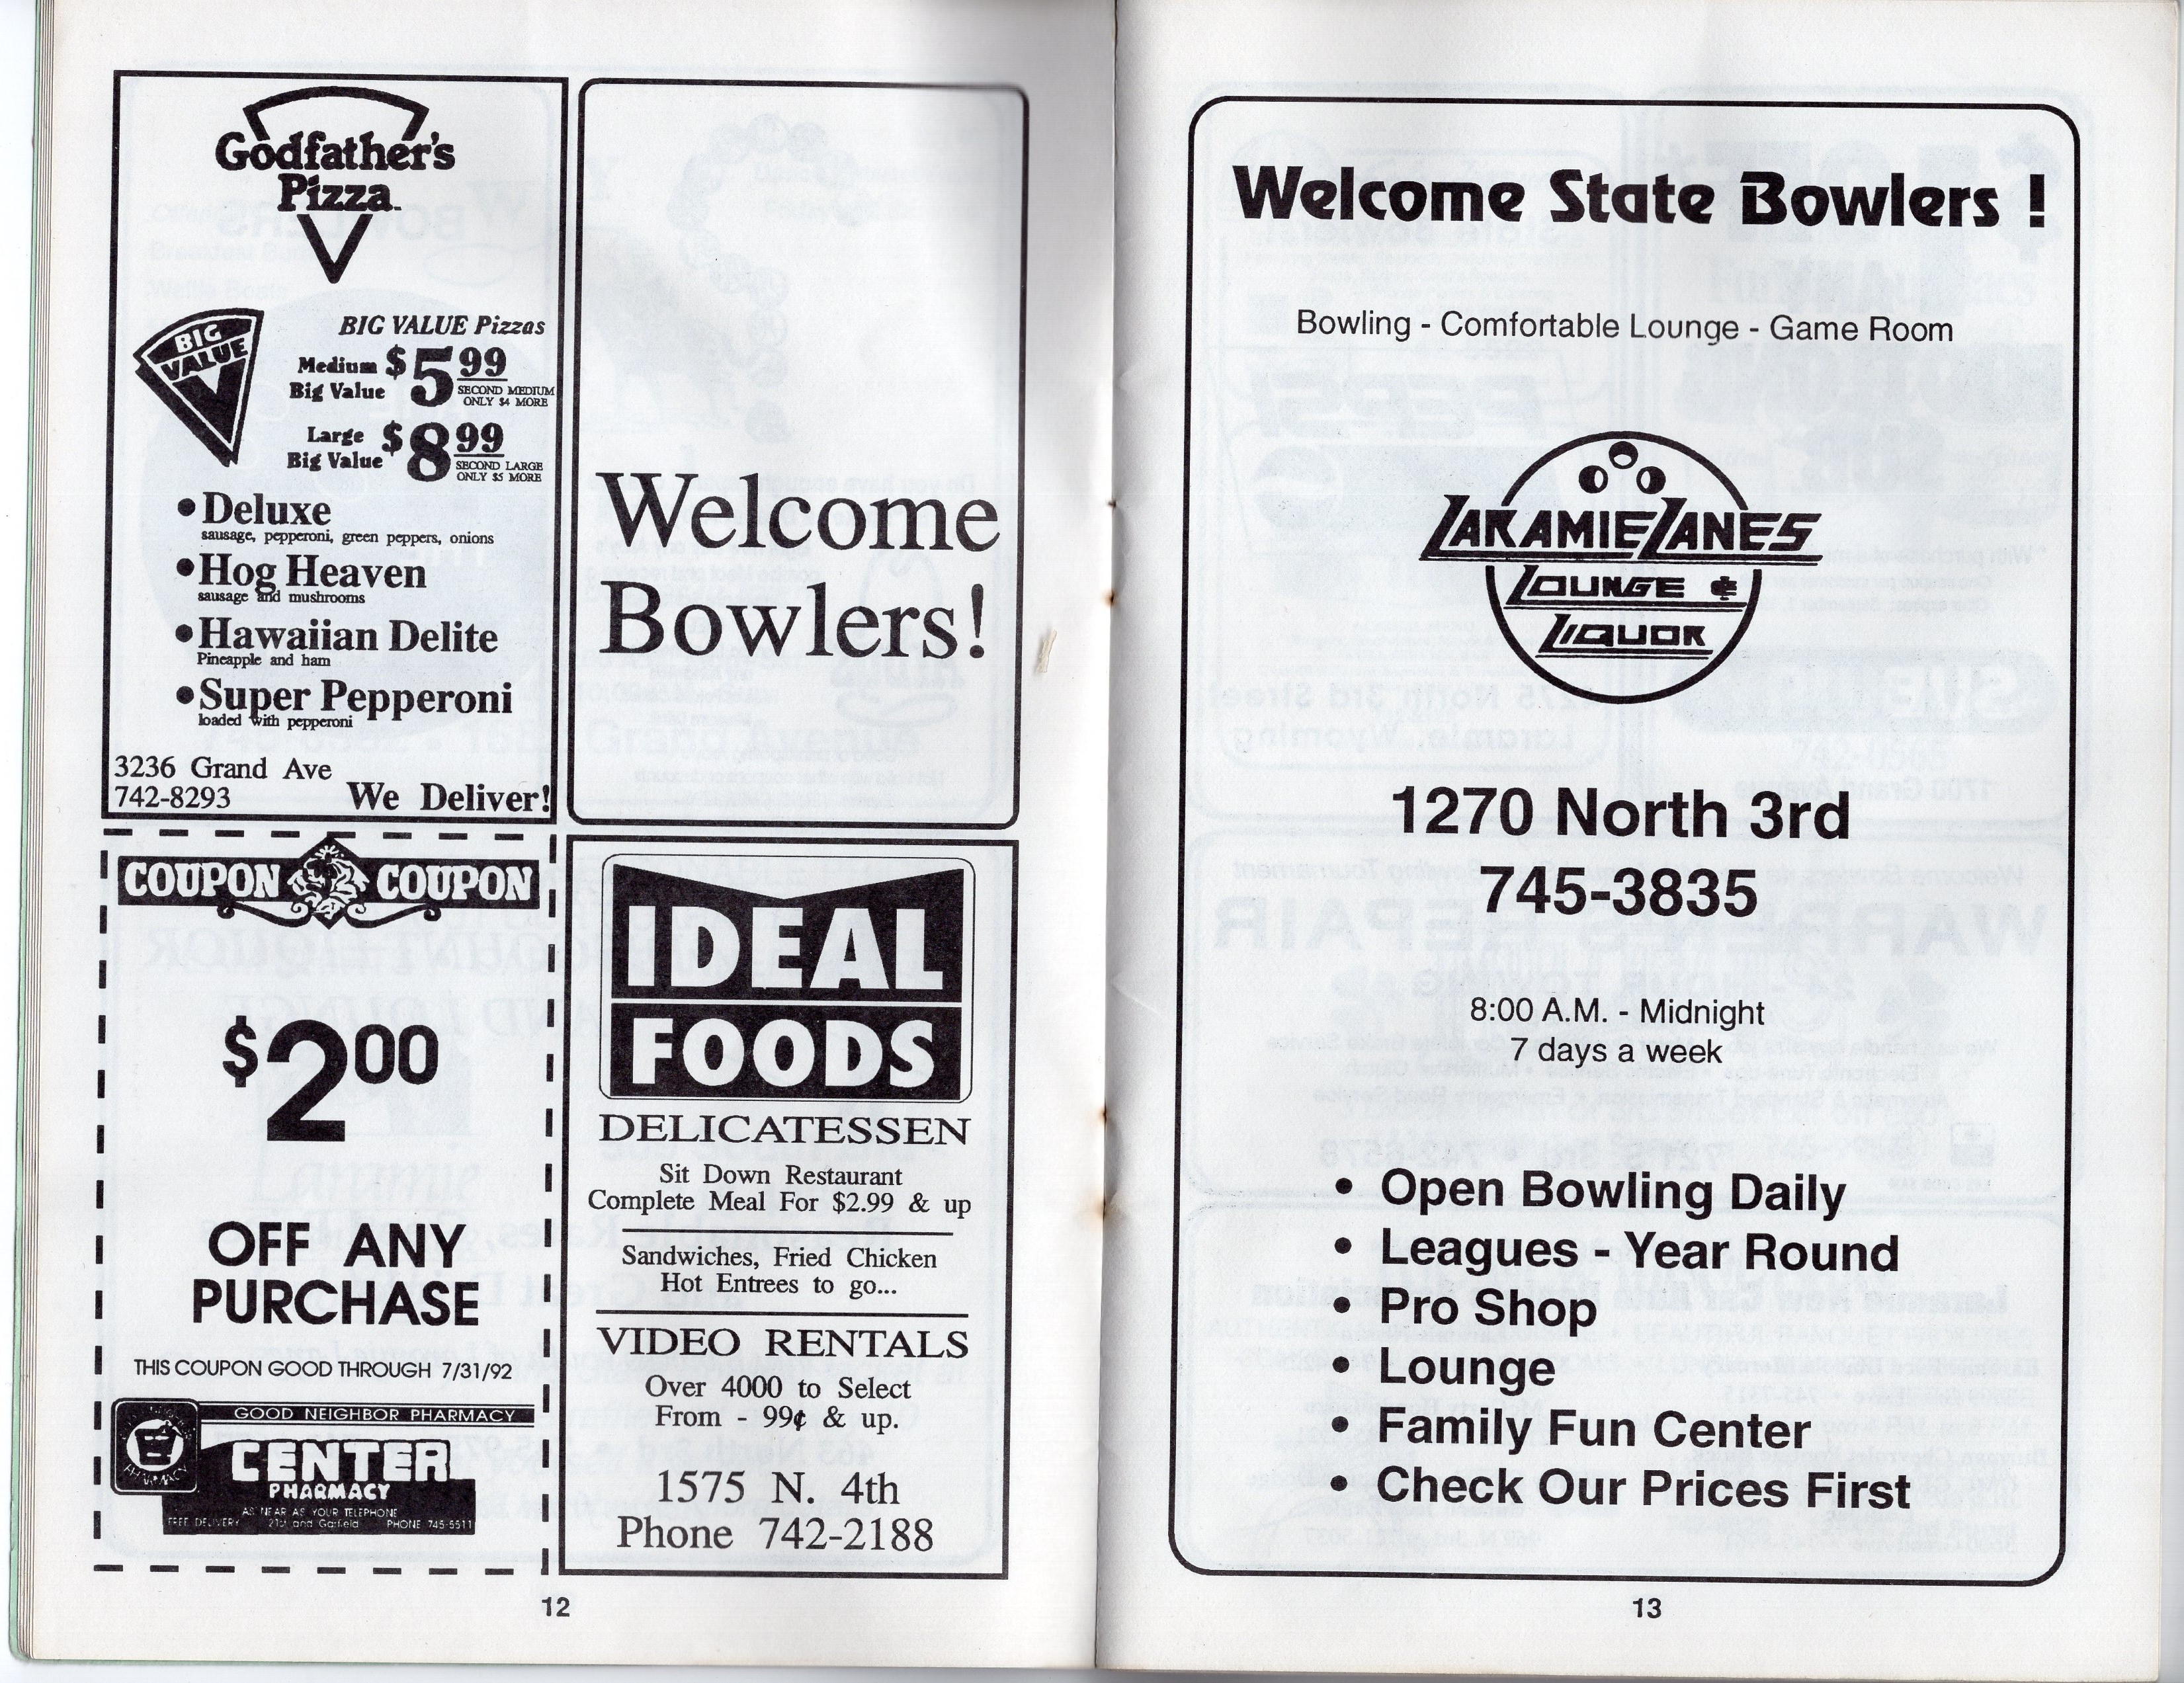 Godfather's
Pizza
BIG
VALUE
BIG VALUE Pizzas
Medium
Big Value
$5.99
SECOND MEDIUM
ONLY $4 MORE
Large
Big Value
$8.99
SECOND LARGE
ONLY $5 MORE
•Deluxe
sausage, pepperoni, green peppers, onions
•Hog Heaven
sausage and mushrooms
•Hawaiian Delite
Pineapple and ham
•Super Pepperoni
loaded with pepperoni
3236 Grand Ave
742-8293
We Deliver!
Welcome
Bowlers!
COUPON COUPON
$2.00
OFF ANY
PURCHASE
THIS COUPON GOOD THROUGH 7/31/92
GOOD NEIGHBOR PHARMACY
CENTER
PHARMACY
AS NEAR AS YOUR TELEPHONE
FREE DELIVERY 21st and Garfield PHONE 745-5511
IDEAL
FOODS
DELICATESSEN
Sit Down Restaurant
Complete Meal For $2.99 & up
Sandwiches, Fried Chicken
Hot Entrees to go...
VIDEO RENTALS
Over 4000 to Select
From - 99¢ & up.
1575 N. 4th
Phone 742-2188
12
Welcome State Bowlers !
Bowling - Comfortable Lounge - Game Room
LARAMIE LANES
LOUNGE &
LIQUOR
1270 North 3rd
745-3835
8:00 A.M. - Midnight
7 days a week
• Open Bowling Daily
• Leagues - Year Round
• Pro Shop
• Lounge
• Family Fun Center
• Check Our Prices First
13